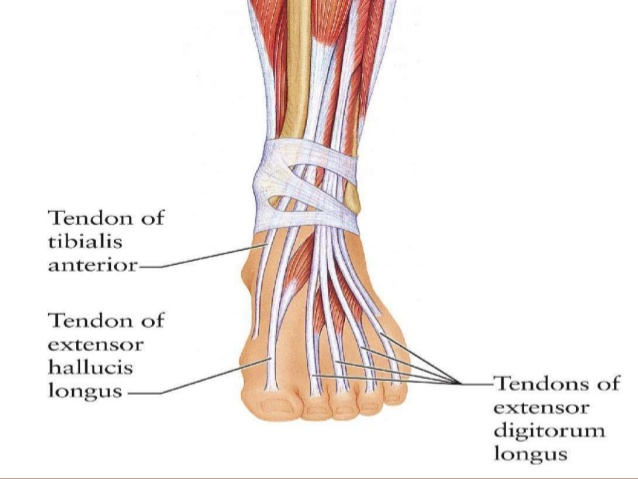 Tendon of
tibialis
anterior
Tendon of
extensor
hallucis
longus
Tendons of
extensor
digitorum
longus